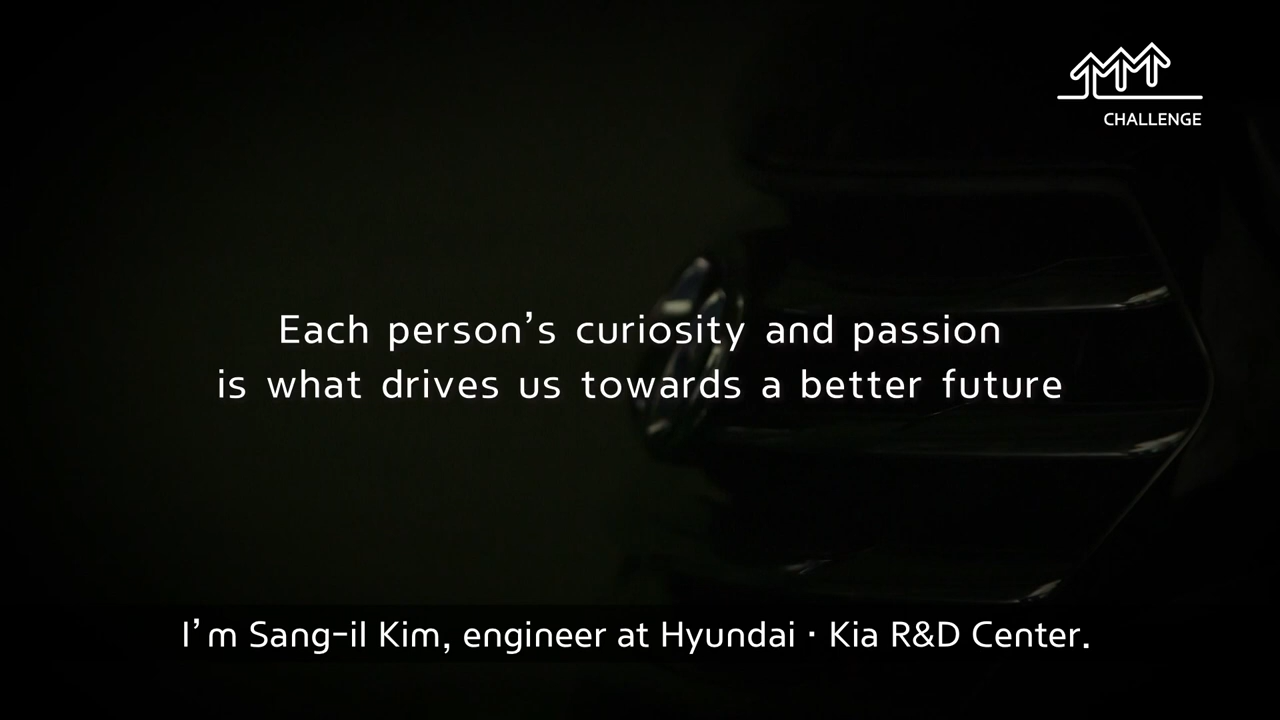 CHALLENGE
Each person’s curiosity and passion
is what drives us towards a better future
I’m Sang-il Kim, engineer at Hyundai · Kia R&D Center.